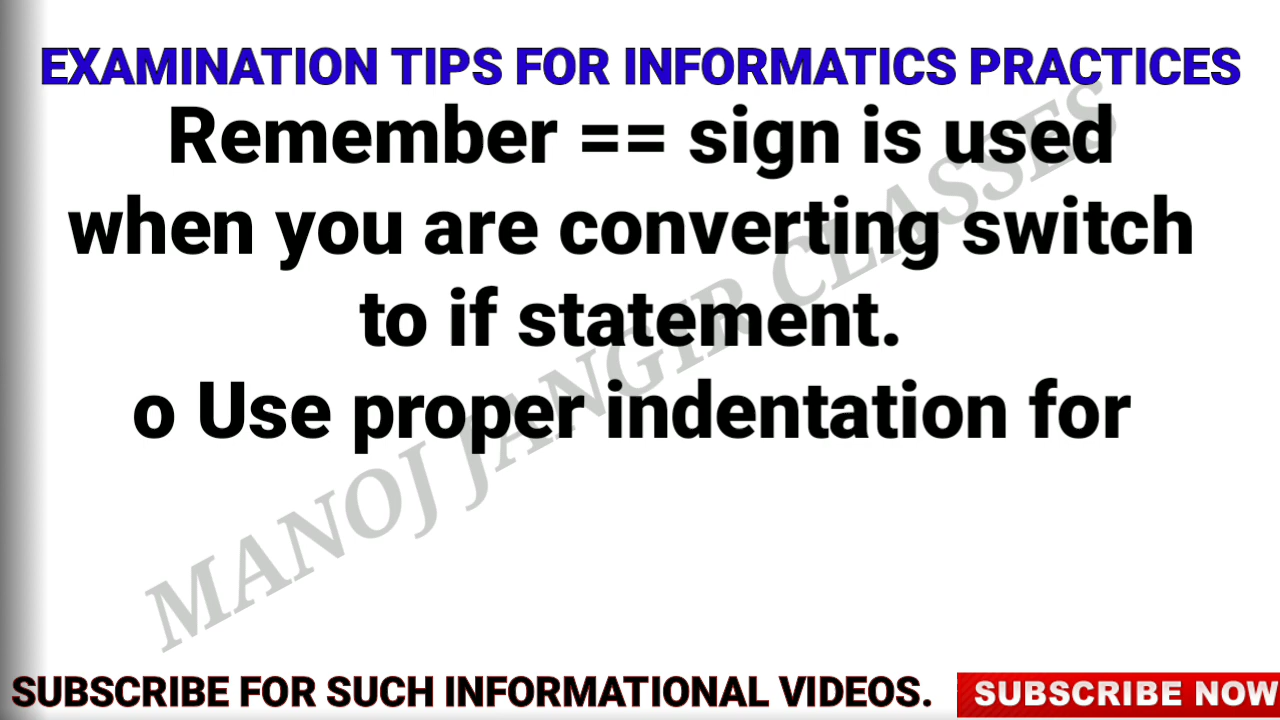 EXAMINATION TIPS FOR INFORMATICS PRACTICES
Remember == sign is used
when you are converting switch
to if statement.
o Use proper indentation for
MANOJ JANGIR CLASSES
SUBSCRIBE FOR SUCH INFORMATIONAL VIDEOS.
SUBSCRIBE NOW